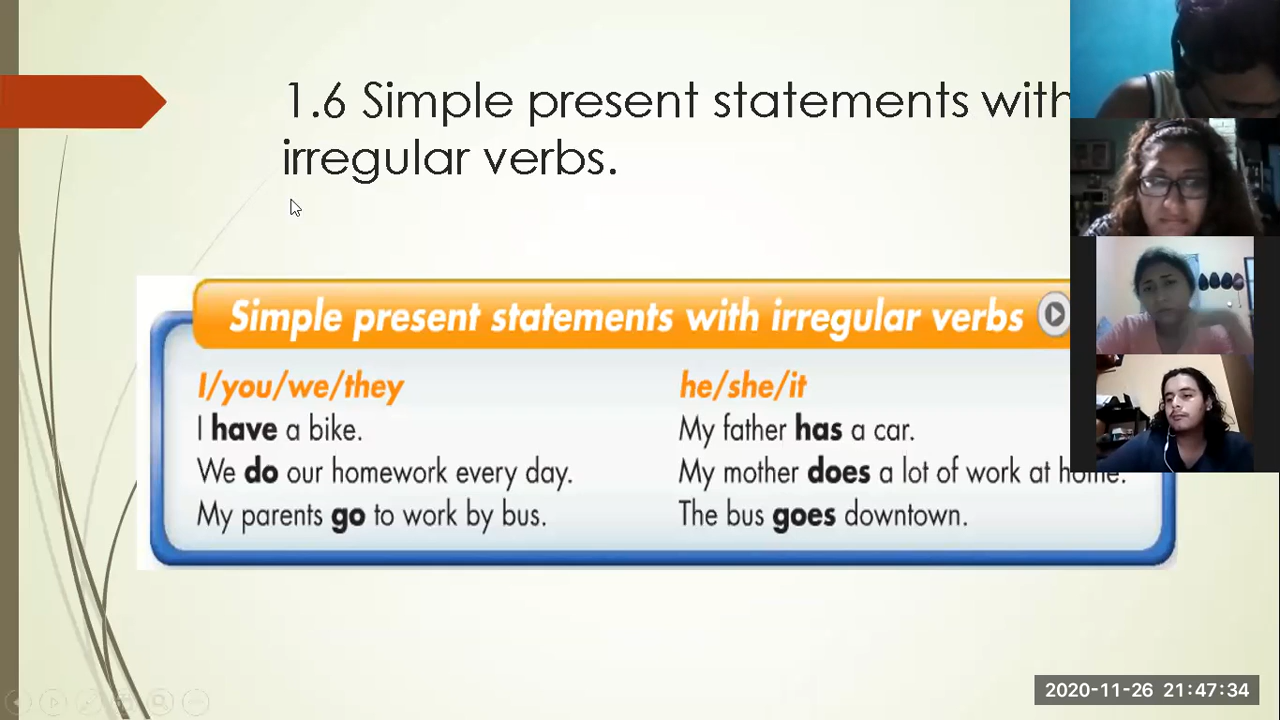 1.6 Simple present statements with
irregular verbs.
Simple present statements with irregular verbs
I/you/we/they
I have a bike.
We do our homework every day.
My parents go to work by bus.
he/she/it
My father has a car.
My mother does a lot of work at home.
The bus goes downtown.
2020-11-26 21:47:34